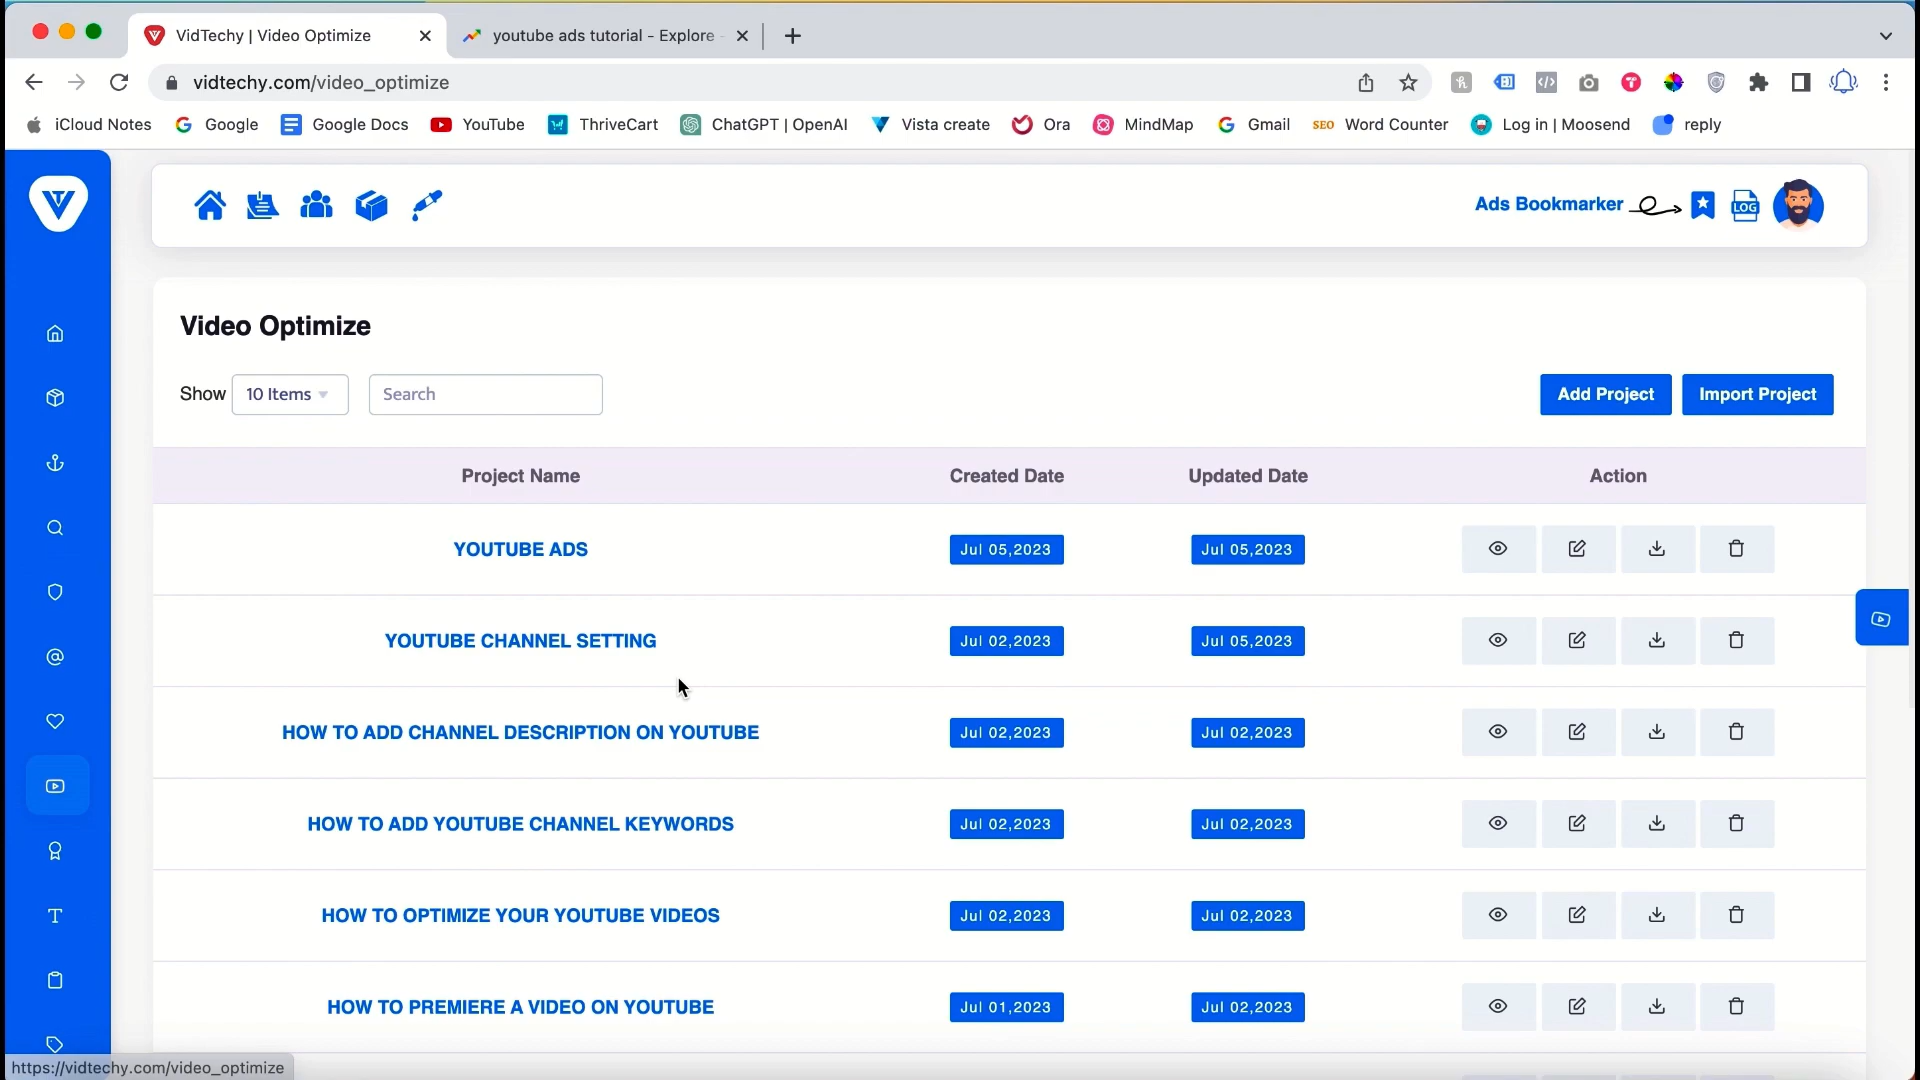 VidTechy | Video Optimize
youtube ads tutorial - Explore
vidtechy.com/video_optimize
iCloud Notes
Google
Google Docs
YouTube
ThriveCart
ChatGPT | OpenAI
Vista create
Ora
MindMap
Gmail
SEO Word Counter
Log in | Moosend
reply
Ads Bookmarker
LOG
Video Optimize
Show 10 Items Search
Add Project Import Project
Project Name Created Date Updated Date Action
YOUTUBE ADS Jul 05,2023 Jul 05,2023
YOUTUBE CHANNEL SETTING Jul 02,2023 Jul 05,2023
HOW TO ADD CHANNEL DESCRIPTION ON YOUTUBE Jul 02,2023 Jul 02,2023
HOW TO ADD YOUTUBE CHANNEL KEYWORDS Jul 02,2023 Jul 02,2023
HOW TO OPTIMIZE YOUR YOUTUBE VIDEOS Jul 02,2023 Jul 02,2023
HOW TO PREMIERE A VIDEO ON YOUTUBE Jul 01,2023 Jul 02,2023
https://vidtechy.com/video_optimize